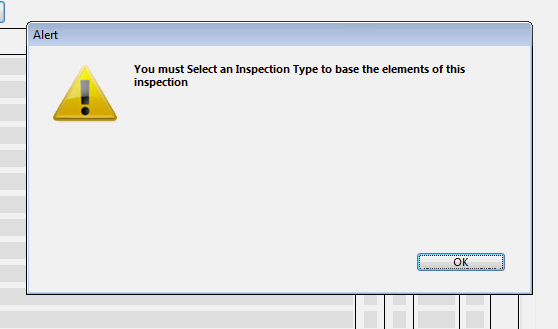 Alert
You must Select an Inspection Type to base the elements of this
inspection
OK